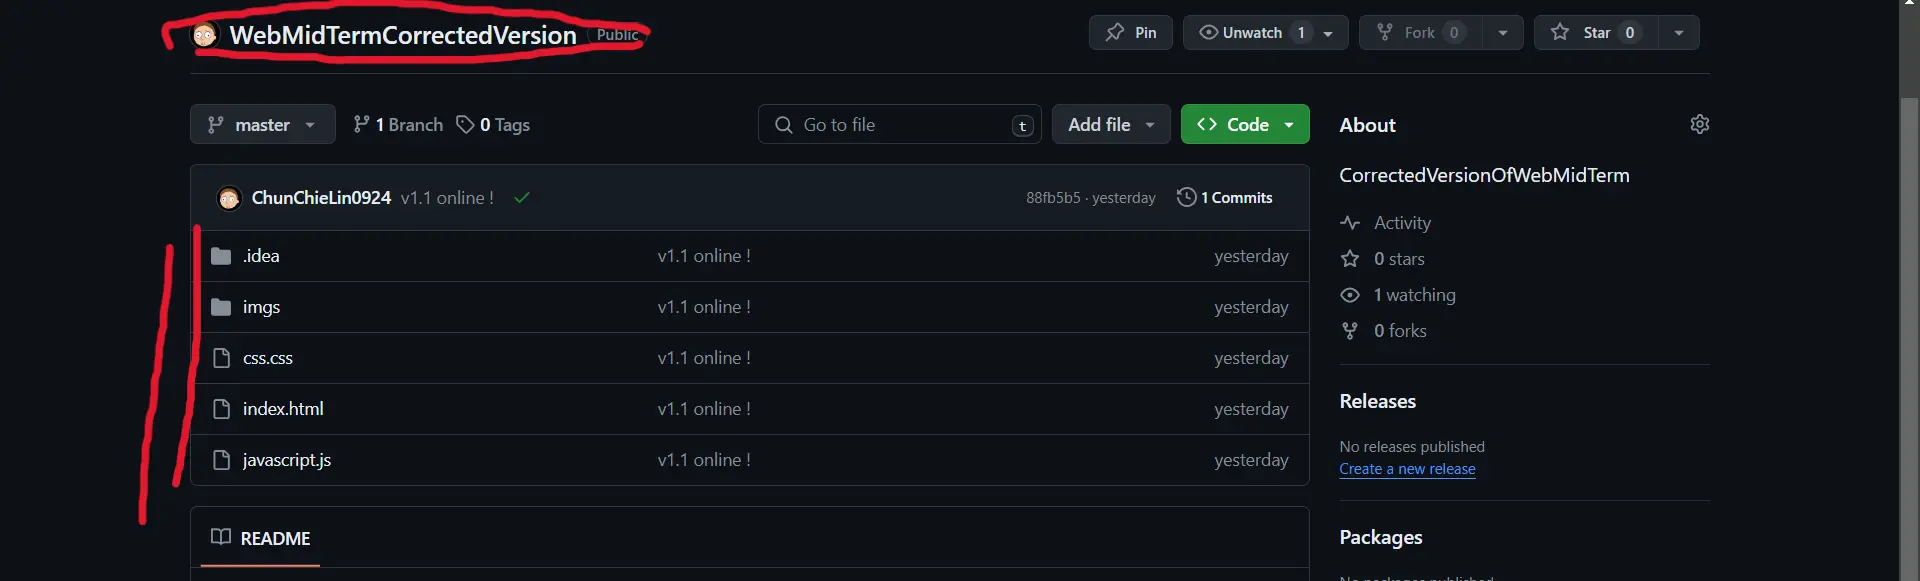 WebMidTermCorrectedVersion Public Pin Unwatch 1 Fork 0 Star 0
master 1 Branch 0 Tags Go to file t Add file Code
ChunChieLin0924 v1.1 online ! 88fb5b5 · yesterday 1 Commits
.idea v1.1 online ! yesterday
imgs v1.1 online ! yesterday
css.css v1.1 online ! yesterday
index.html v1.1 online ! yesterday
javascript.js v1.1 online ! yesterday
README
About
CorrectedVersionOfWebMidTerm
Activity
0 stars
1 watching
0 forks
Releases
No releases published
Create a new release
Packages
No packages published